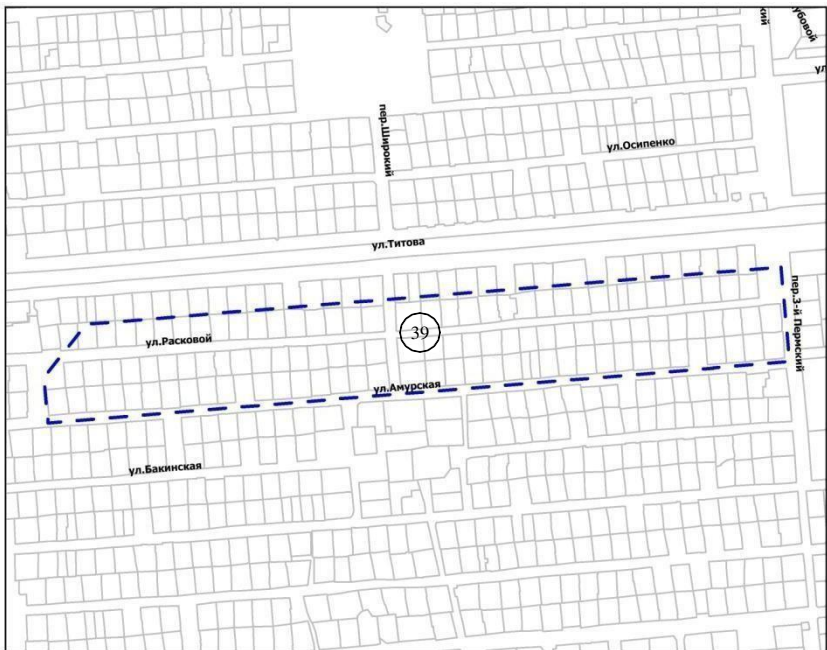 ул.Осипенко
пер.Широкий
ул.Титова
пер.3-й Пермский
39
ул.Расковой
ул.Амурская
ул.Бакинская